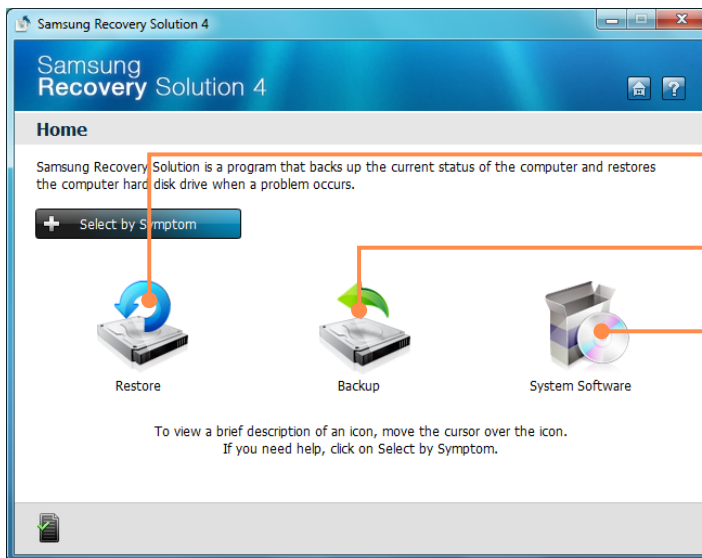 Samsung Recovery Solution 4
Samsung
Recovery Solution 4
Home
Samsung Recovery Solution is a program that backs up the current status of the computer and restores
the computer hard disk drive when a problem occurs.
Select by Symptom
Restore
Backup
System Software
To view a brief description of an icon, move the cursor over the icon.
If you need help, click on Select by Symptom.